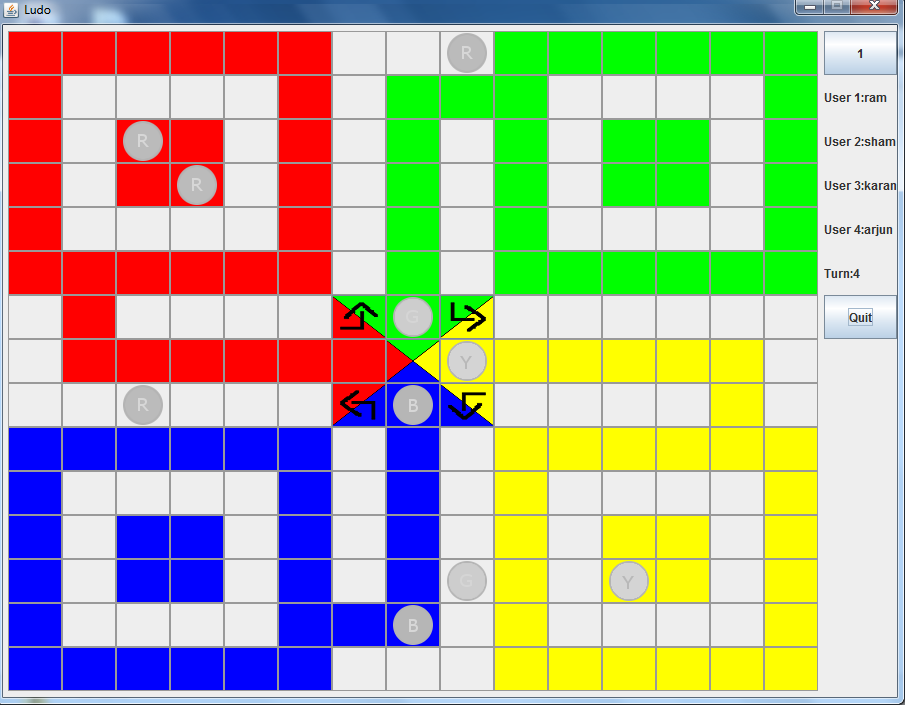 Ludo
R
1
User 1:ram
R
User 2:sham
R
User 3:karan
User 4:arjun
Turn:4
G
Quit
Y
R
B
G
Y
B